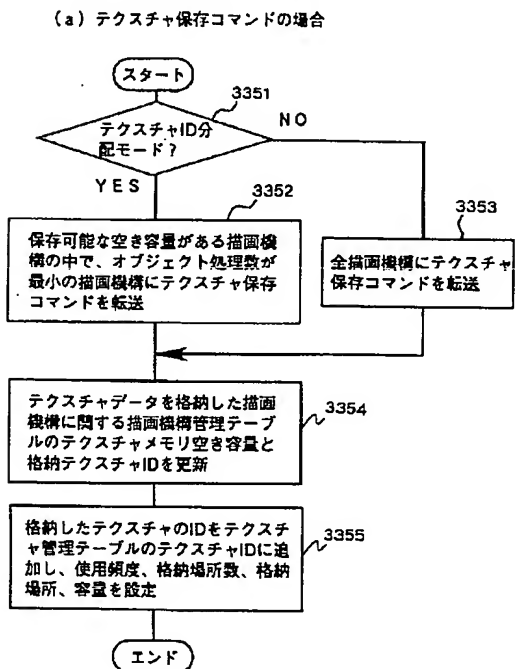 (a) テクスチャ保存コマンドの場合
スタート
3351
テクスチャID分
配モード?
NO
YES
3352
保存可能な空き容量がある描画機
構の中で、オブジェクト処理数が
最小の描画機構にテクスチャ保存
コマンドを転送
3353
全描画機構にテクスチャ
保存コマンドを転送
テクスチャデータを格納した描画
機構に関する描画機構管理テーブ
ルのテクスチャメモリ空き容量と
格納テクスチャIDを更新
3354
格納したテクスチャのIDをテクスチ
ャ管理テーブルのテクスチャIDに追
加し、使用頻度、格納場所数、格納
場所、容量を設定
3355
エンド